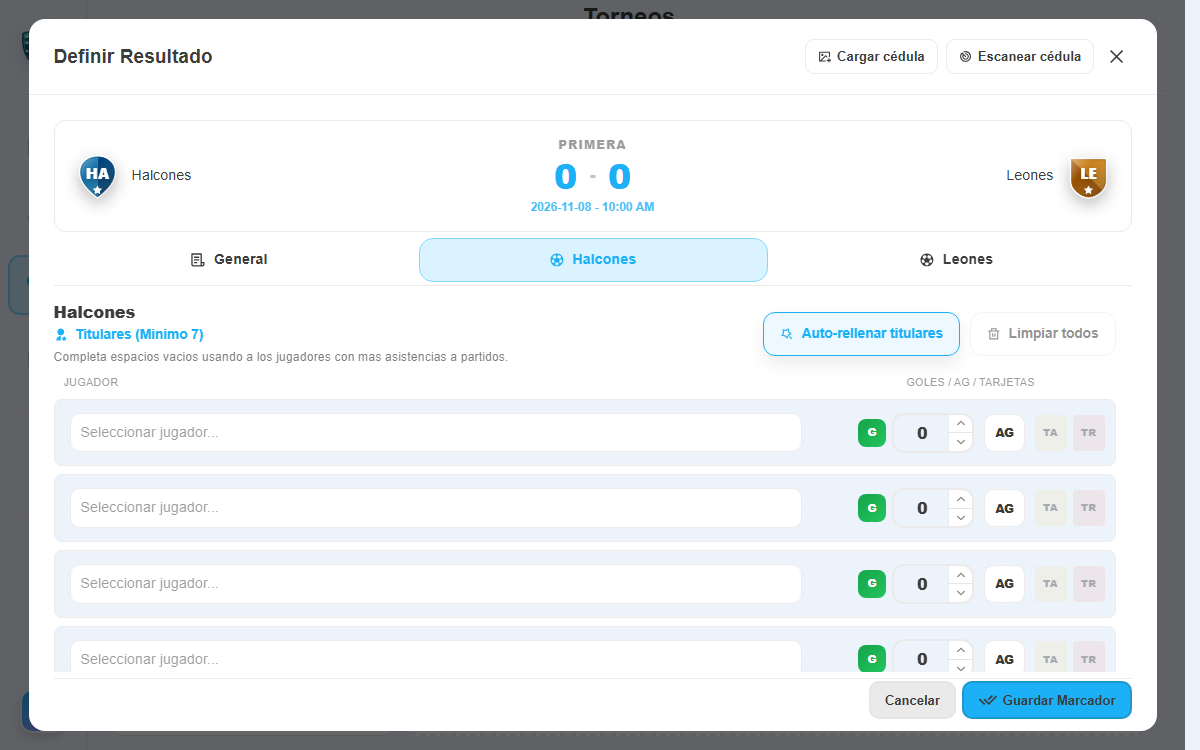 Torneos
Definir Resultado
Cargar cédula
Escanear cédula
PRIMERA
HA
Halcones
0 - 0
Leones
LE
2026-11-08 - 10:00 AM
General
Halcones
Leones
Halcones
Titulares (Minimo 7)
Completa espacios vacios usando a los jugadores con mas asistencias a partidos.
Auto-rellenar titulares
Limpiar todos
JUGADOR
GOLES / AG / TARJETAS
Seleccionar jugador...
G
0
AG
TA
TR
Seleccionar jugador...
G
0
AG
TA
TR
Seleccionar jugador...
G
0
AG
TA
TR
Seleccionar jugador...
G
0
AG
TA
TR
Cancelar
Guardar Marcador